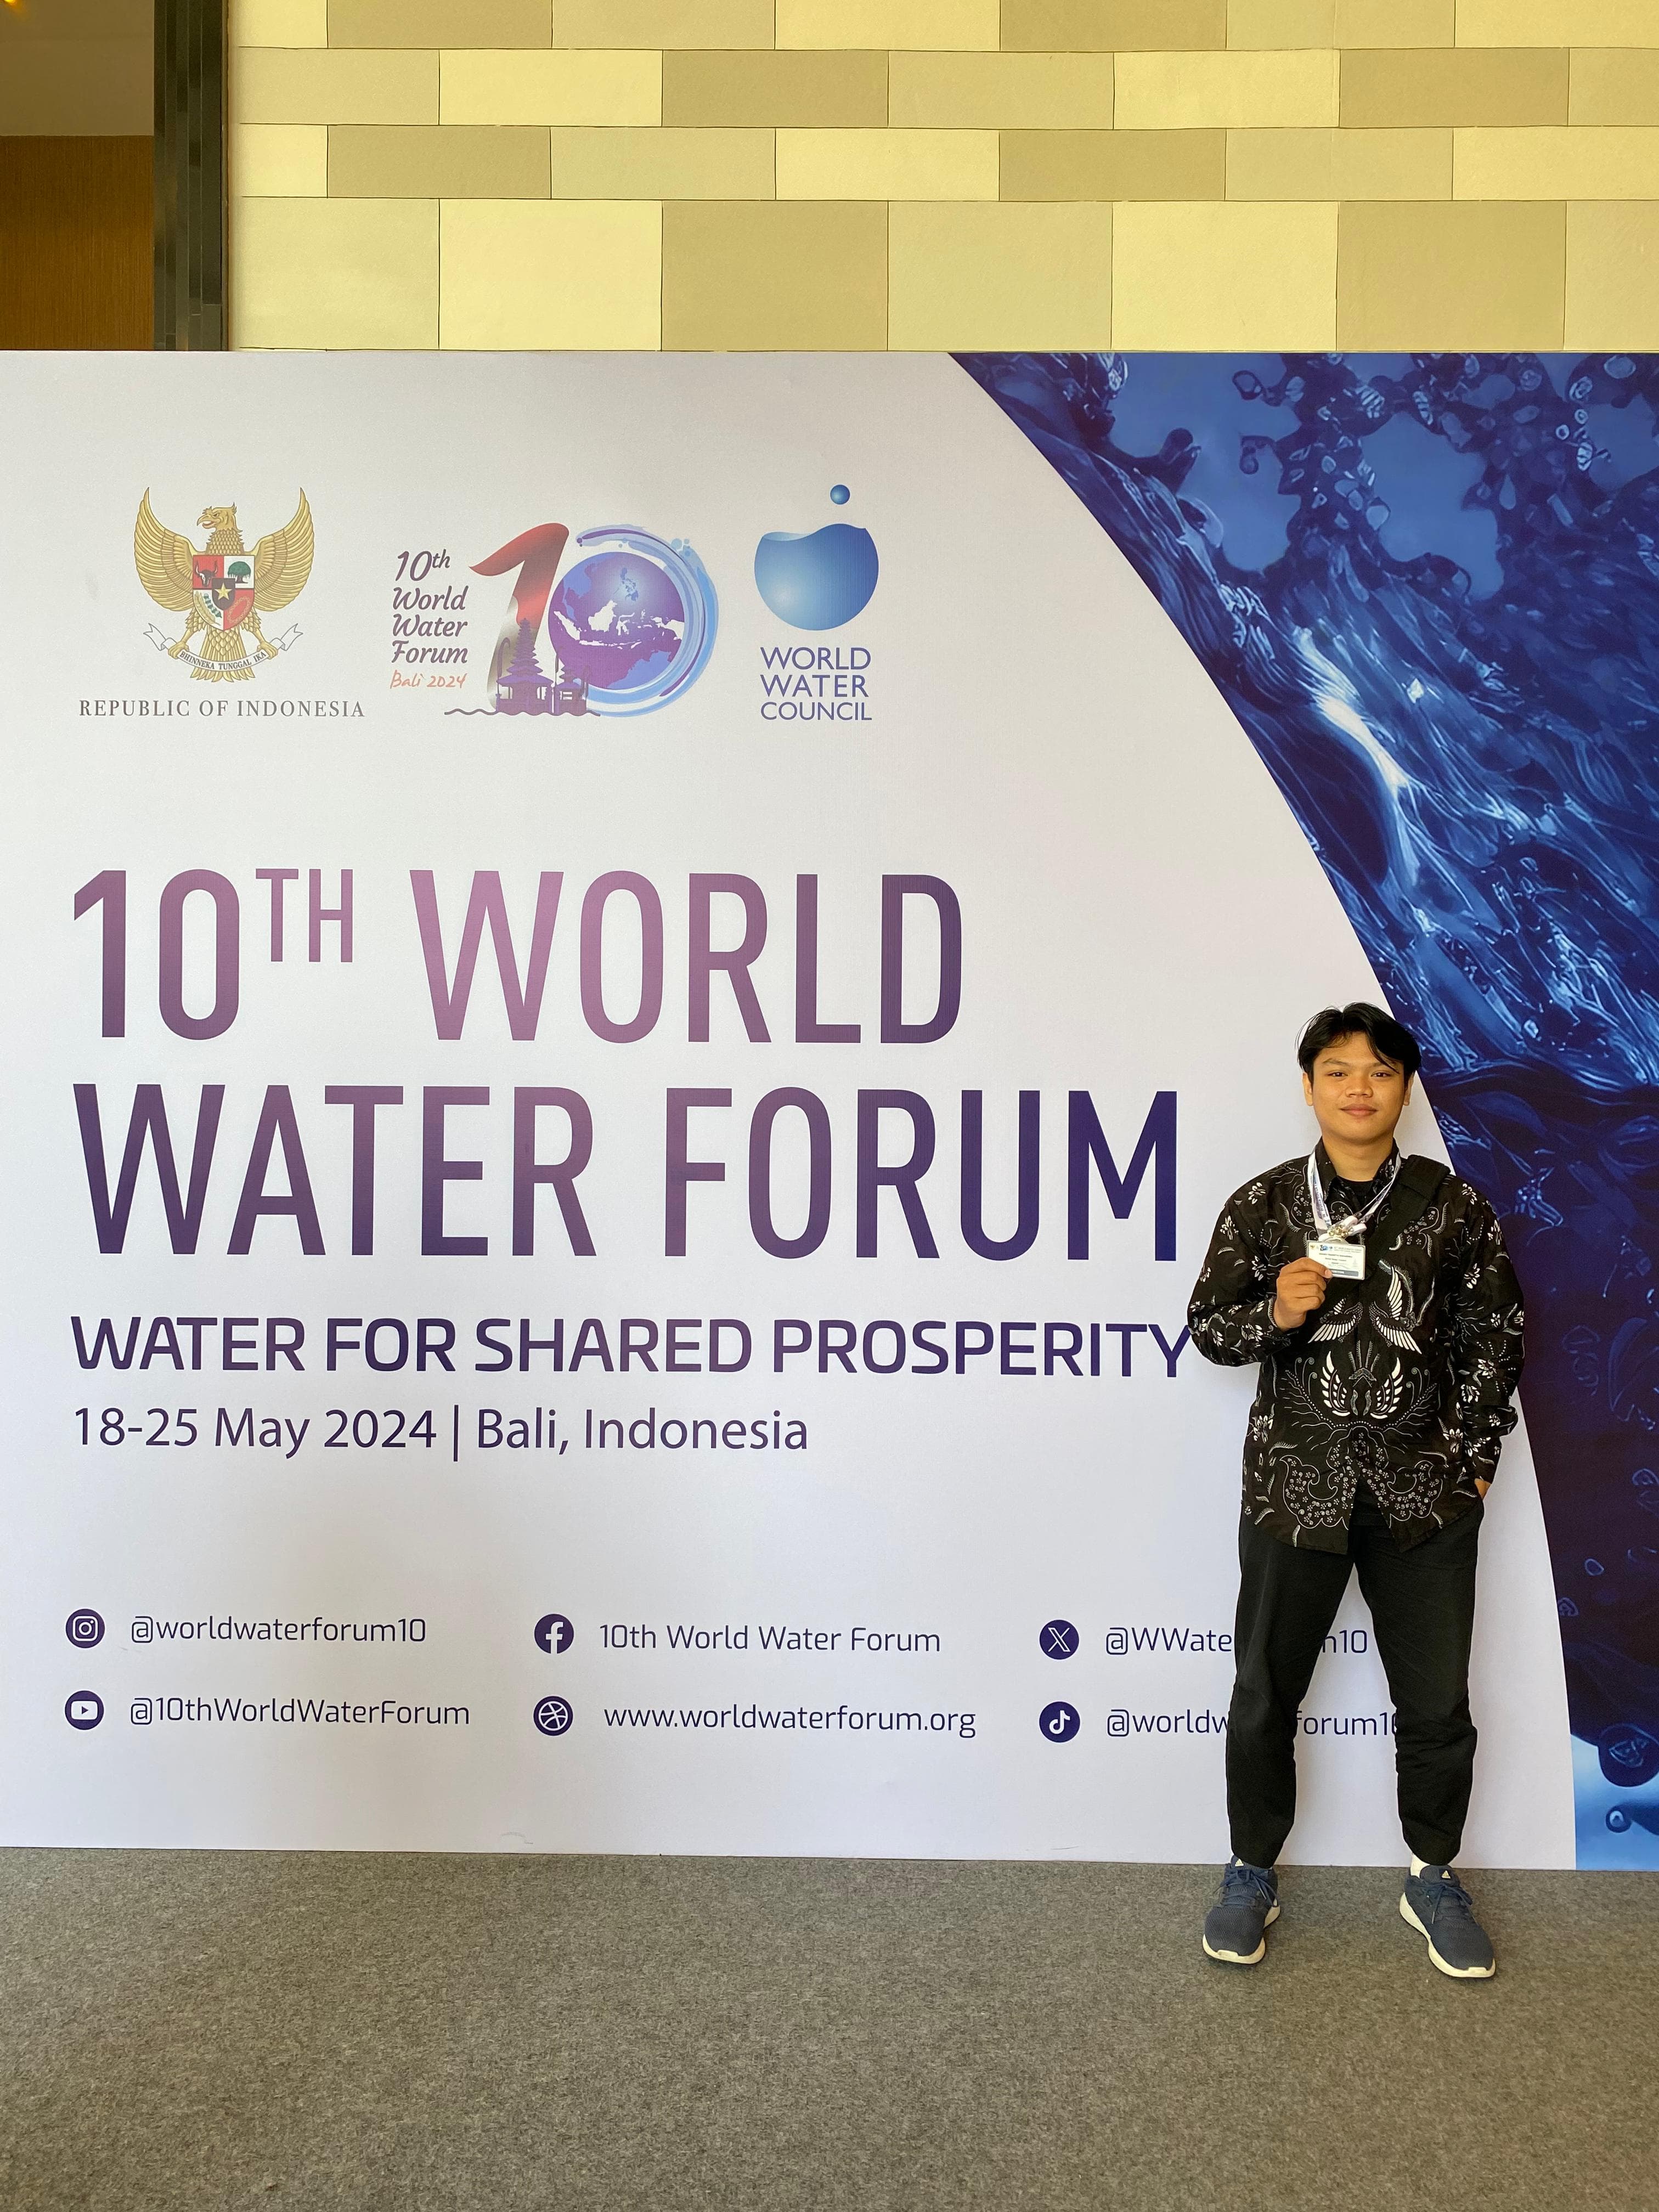 BHINNEKA TUNGGAL IKA
REPUBLIC OF INDONESIA
10th
World
Water
Forum
Bali 2024
10
WORLD
WATER
COUNCIL
10TH WORLD
WATER FORUM
WATER FOR SHARED PROSPERITY
18-25 May 2024 | Bali, Indonesia
@worldwaterforum10
10th World Water Forum
@WWate m10
@10thWorldWaterForum
www.worldwaterforum.org
@worldw forum10